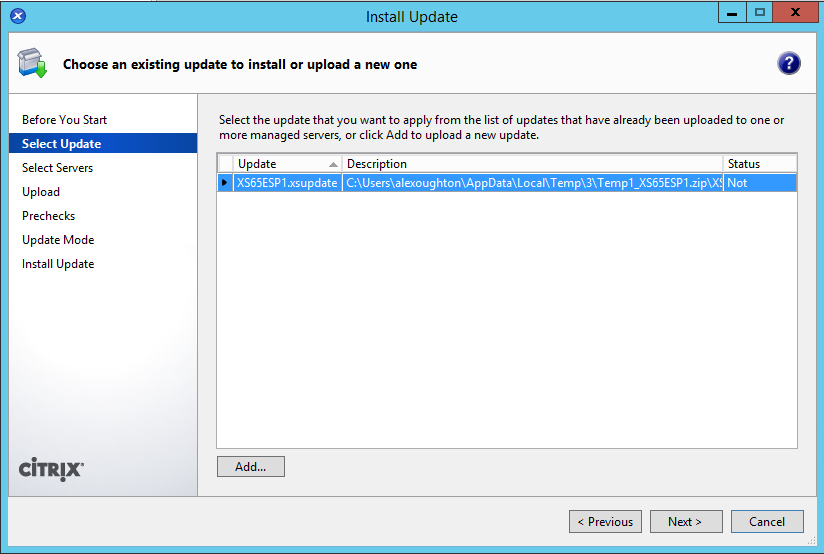 Install Update
Choose an existing update to install or upload a new one
?
Before You Start
Select Update
Select Servers
Upload
Prechecks
Update Mode
Install Update
CİTRIX®
Select the update that you want to apply from the list of updates that have already been uploaded to one or
more managed servers, or click Add to upload a new update.
Update Description Status
XS65ESP1.xsupdate C:\Users\alexoughton\AppData\Local\Temp\3\Temp1_XS65ESP1.zip\XS Not
Add...
< Previous Next > Cancel